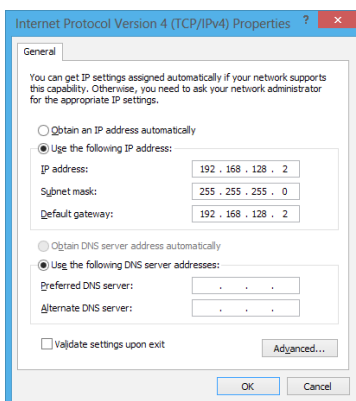 Internet Protocol Version 4 (TCP/IPv4) Properties ? ×
General
You can get IP settings assigned automatically if your network supports
this capability. Otherwise, you need to ask your network administrator
for the appropriate IP settings.
Obtain an IP address automatically
Use the following IP address:
IP address: 192 . 168 . 128 . 2
Subnet mask: 255 . 255 . 255 . 0
Default gateway: 192 . 168 . 128 . 2
Obtain DNS server address automatically
Use the following DNS server addresses:
Preferred DNS server: . . .
Alternate DNS server: . . .
Validate settings upon exit
Advanced...
OK Cancel